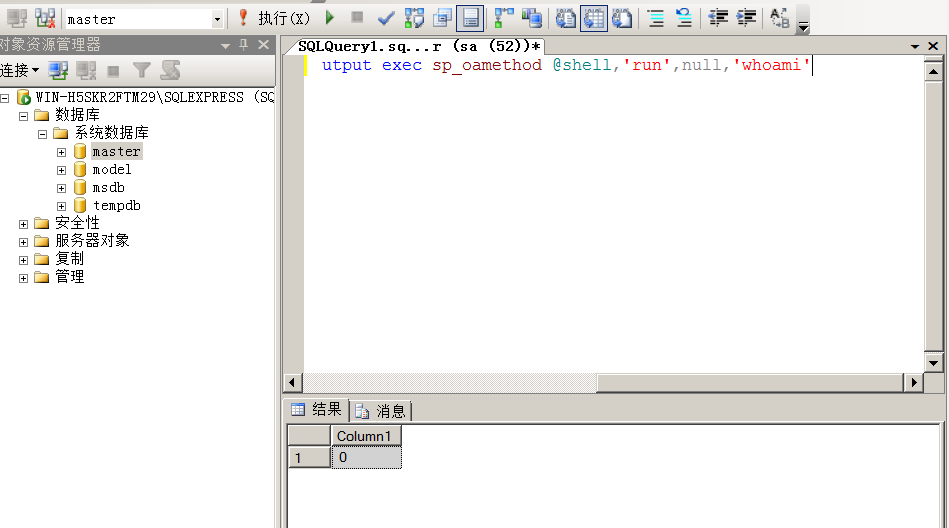 master 执行(X)
对象资源管理器
连接
WIN-H5SKR2FTM29\SQLEXPRESS (SQ
数据库
系统数据库
master
model
msdb
tempdb
安全性
服务器对象
复制
管理
SQLQuery1.sq...r (sa (52))*
utput exec sp_oamethod @shell,'run',null,'whoami'
结果 消息
Column1
1 0